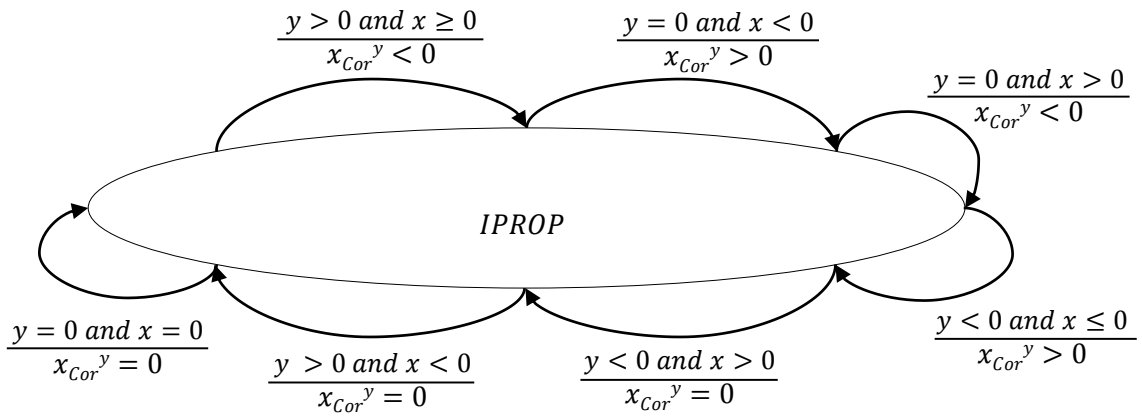 y > 0 and x ≥ 0
x_Cor^y < 0
y = 0 and x < 0
x_Cor^y > 0
y = 0 and x > 0
x_Cor^y < 0
IPROP
y = 0 and x = 0
x_Cor^y = 0
y > 0 and x < 0
x_Cor^y = 0
y < 0 and x > 0
x_Cor^y = 0
y < 0 and x ≤ 0
x_Cor^y > 0